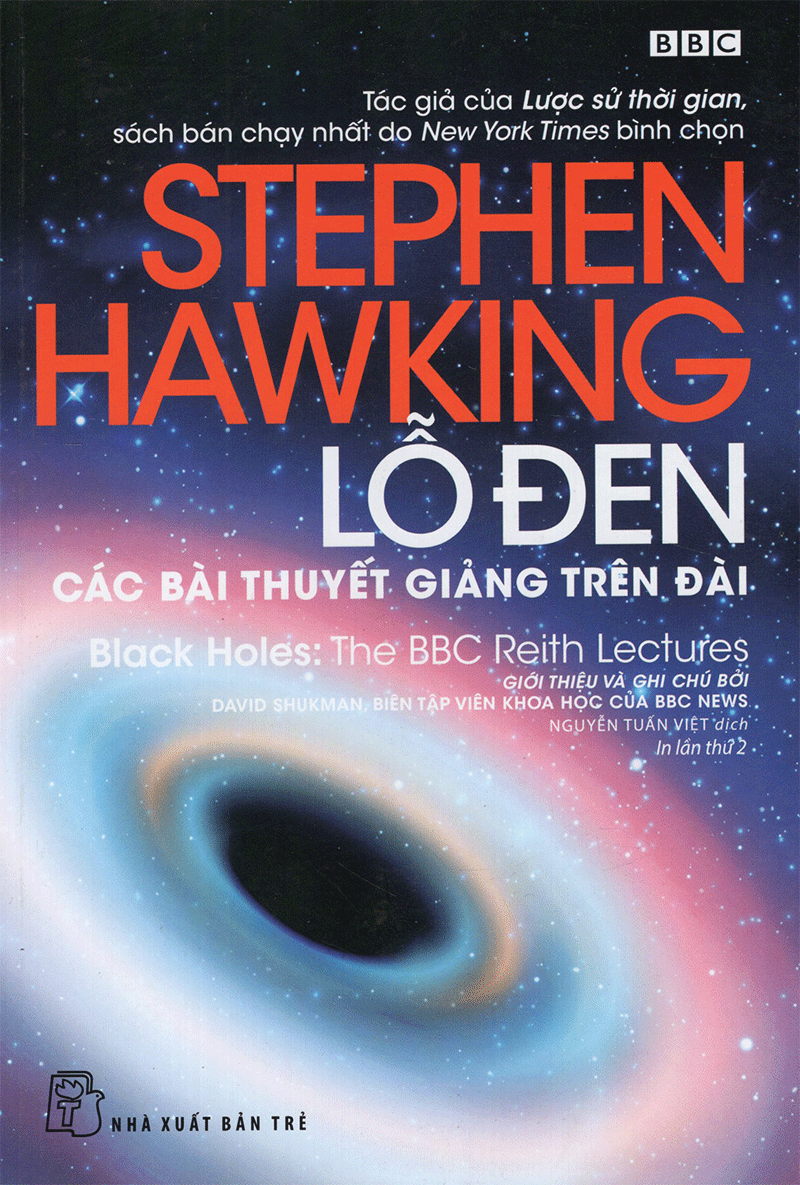 BBC
Tác giả của Lược sử thời gian,
sách bán chạy nhất do New York Times bình chọn
STEPHEN
HAWKING
LỖ ĐEN
CÁC BÀI THUYẾT GIẢNG TRÊN ĐÀI
Black Holes: The BBC Reith Lectures
GIỚI THIỆU VÀ GHI CHÚ BỞI
DAVID SHUKMAN, BIÊN TẬP VIÊN KHOA HỌC CỦA BBC NEWS
NGUYỄN TUẤN VIỆT dịch
In lần thứ 2
T
NHÀ XUẤT BẢN TRẺ